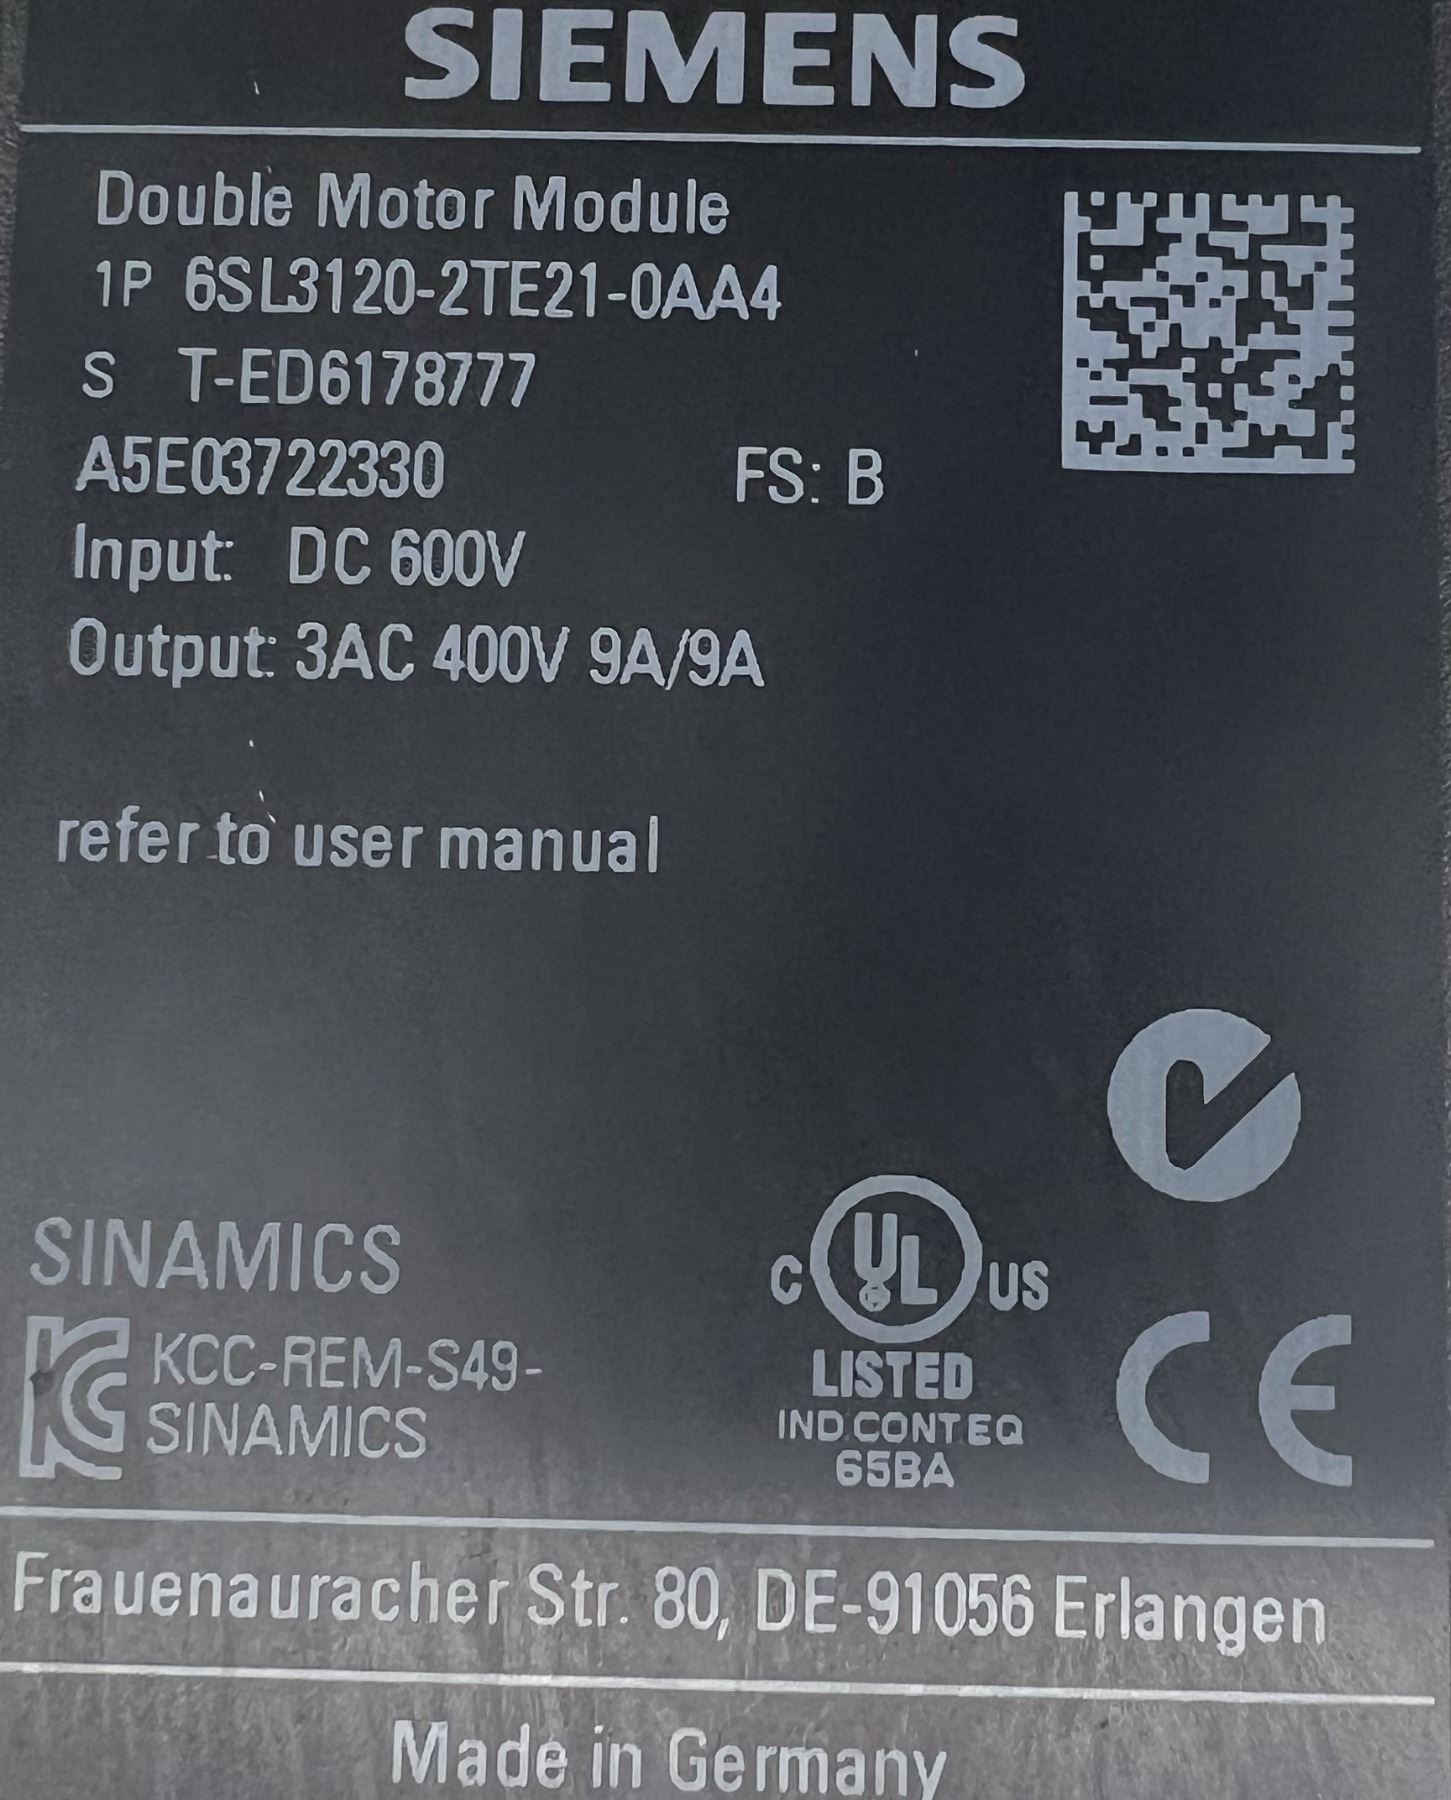 SIEMENS
Double Motor Module
1P 6SL3120-2TE21-0AA4
S T-ED6178777
A5E03722330 FS: B
Input: DC 600V
Output: 3AC 400V 9A/9A
refer to user manual
SINAMICS
C UL US
LISTED
IND.CONT.EQ
65BA
KCC-REM-S49-
SINAMICS
CE
Frauenauracher Str. 80, DE-91056 Erlangen
Made in Germany